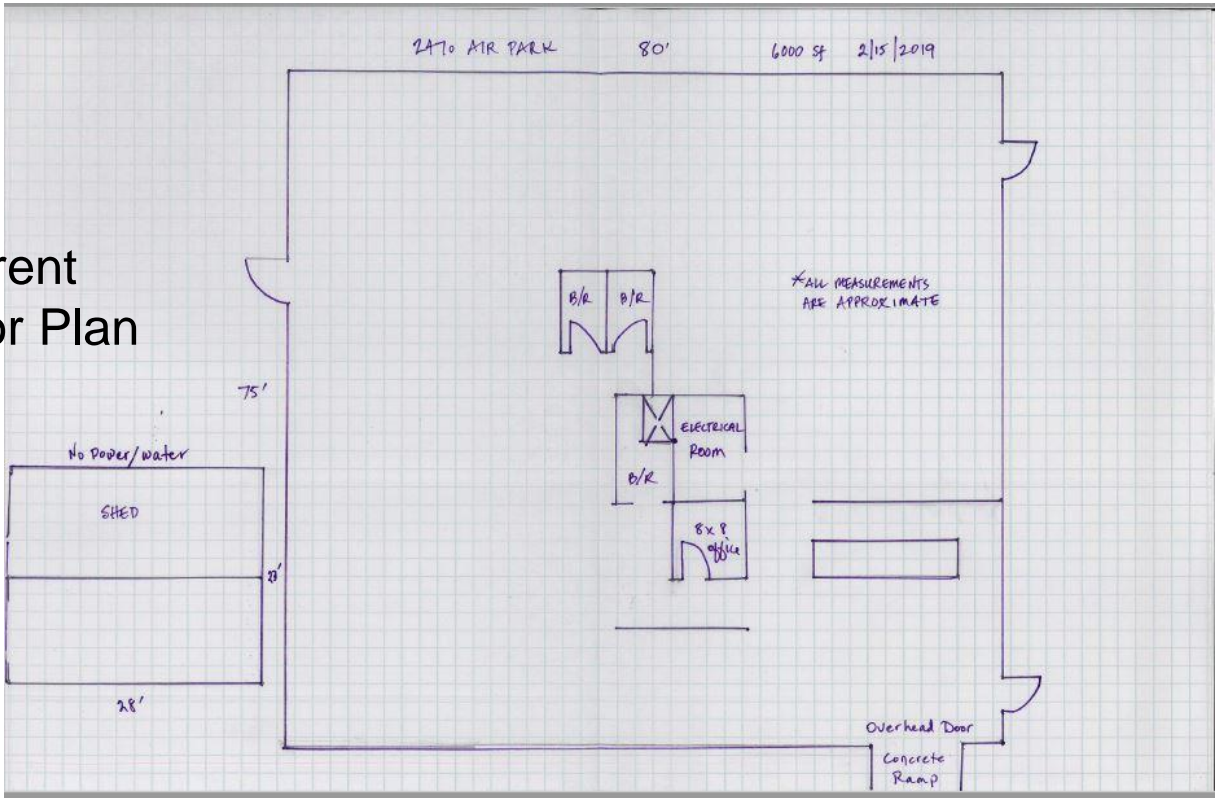 2470 AIR PARK 80' 6000 sf 2/15/2019
rent
or Plan
B/R B/R
*ALL MEASUREMENTS
ARE APPROXIMATE
75'
ELECTRICAL
Room
B/R
No Power/water
SHED
8x8
office
28'
Overhead Door
Concrete
Ramp